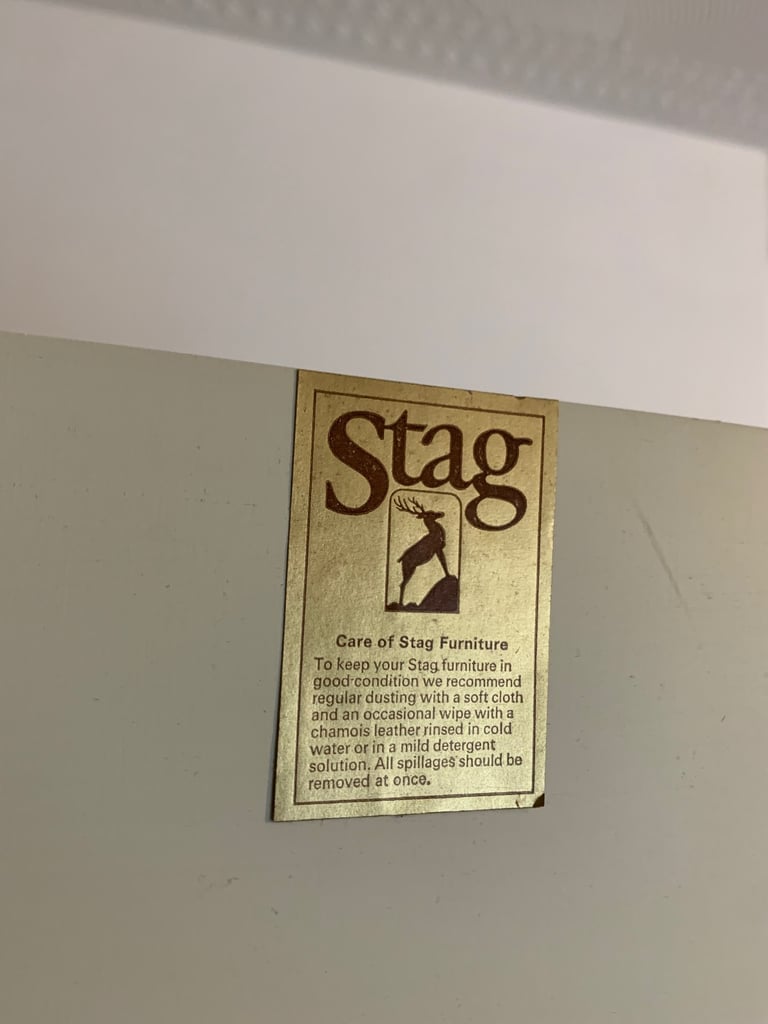 Stag
Care of Stag Furniture
To keep your Stag furniture in
good condition we recommend
regular dusting with a soft cloth
and an occasional wipe with a
chamois leather rinsed in cold
water or in a mild detergent
solution. All spillages should be
removed at once.